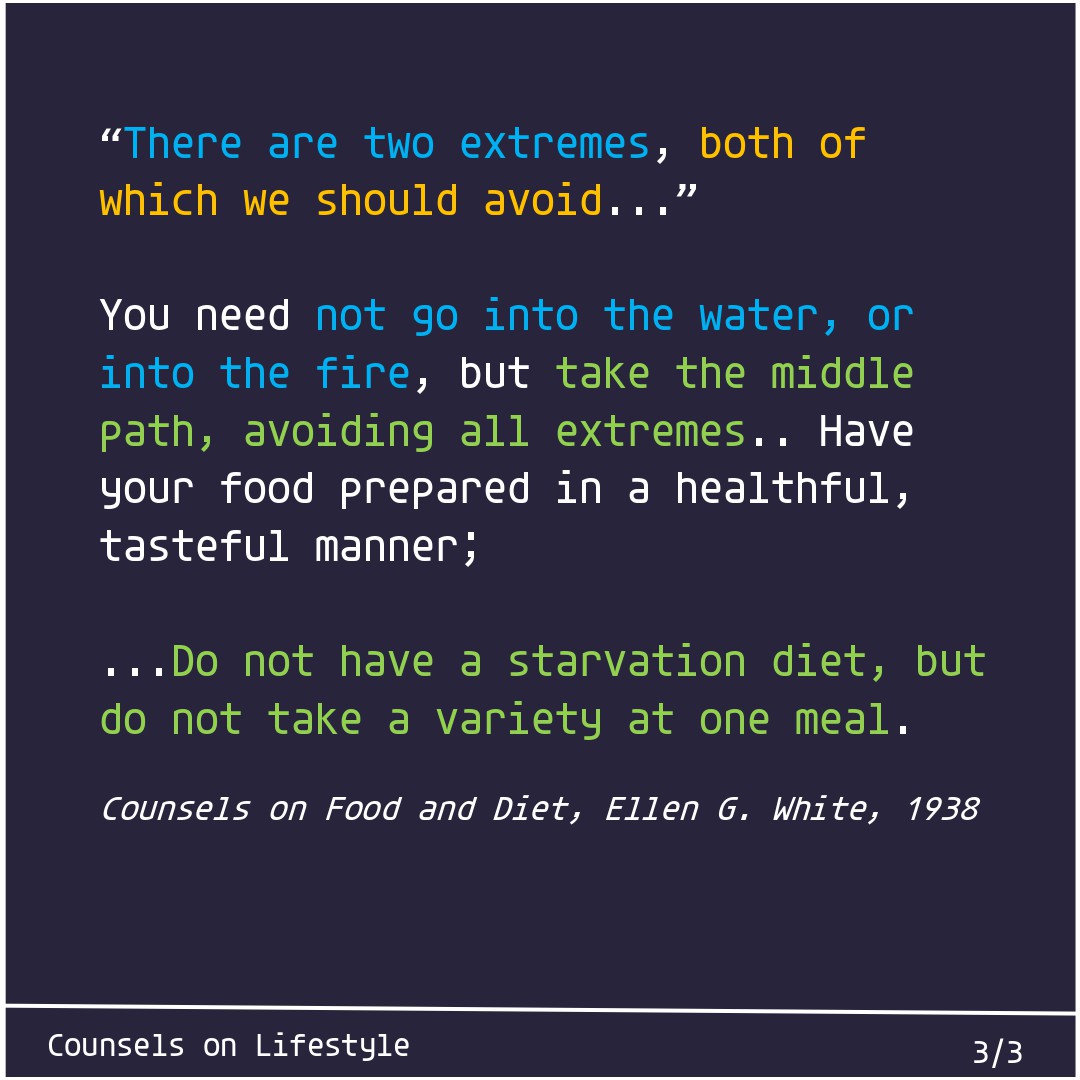 “There are two extremes, both of
which we should avoid...”
You need not go into the water, or
into the fire, but take the middle
path, avoiding all extremes.. Have
your food prepared in a healthful,
tasteful manner;
...Do not have a starvation diet, but
do not take a variety at one meal.
Counsels on Food and Diet, Ellen G. White, 1938
Counsels on Lifestyle
3/3